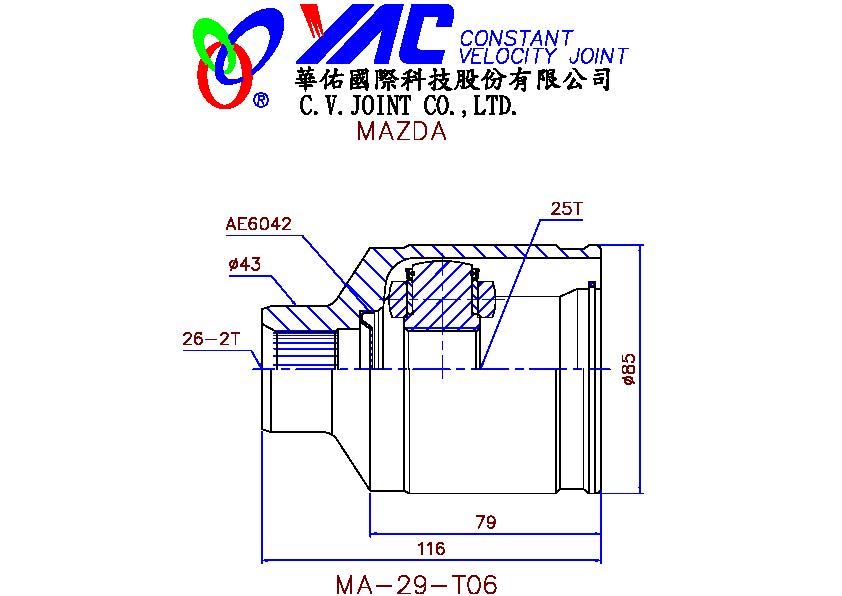 YAC CONSTANT
VELOCITY JOINT
®
華佑國際科技股份有限公司
C.V.JOINT CO.,LTD.
MAZDA
25T
AE6042
ø43
26-2T
ø85
79
116
MA-29-T06